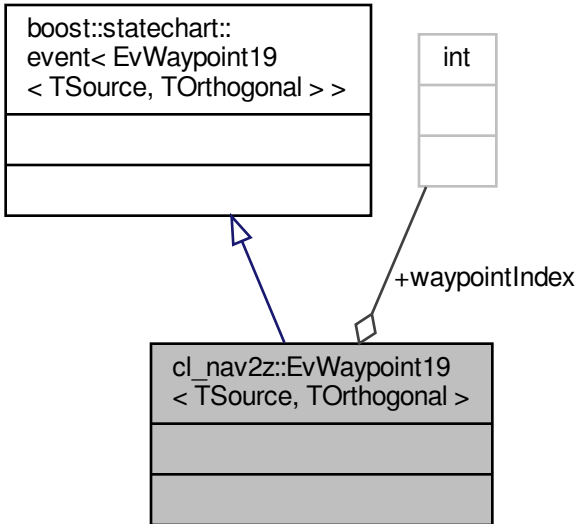 boost::statechart::
event< EvWaypoint19
< TSource, TOrthogonal > >
int
+waypointIndex
cl_nav2z::EvWaypoint19
< TSource, TOrthogonal >